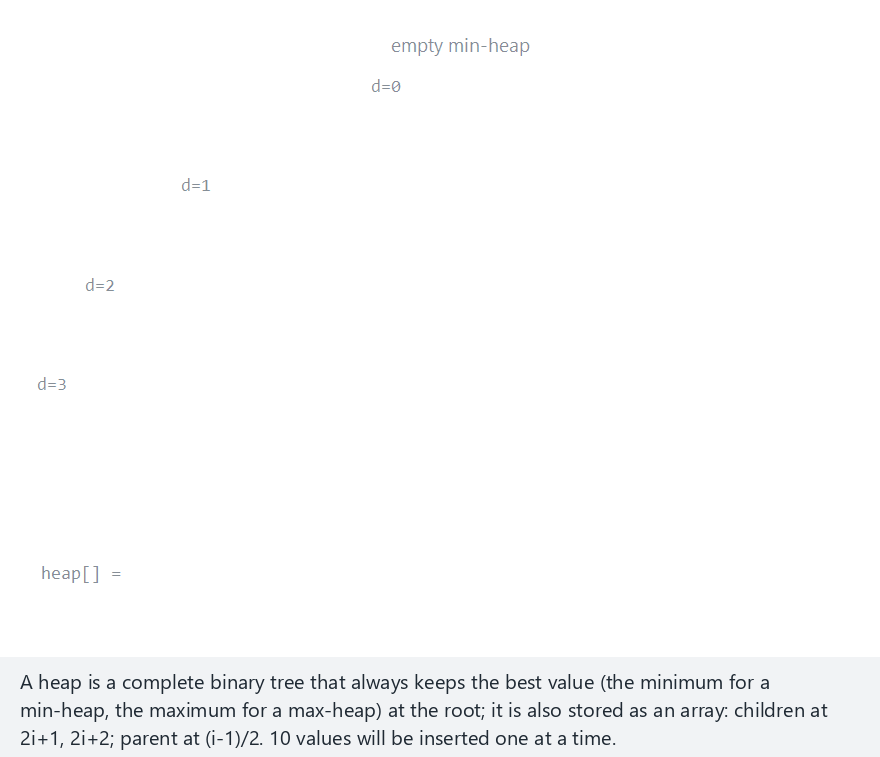 empty min-heap
d=0
d=1
d=2
d=3
heap[] =
A heap is a complete binary tree that always keeps the best value (the minimum for a
min-heap, the maximum for a max-heap) at the root; it is also stored as an array: children at
2i+1, 2i+2; parent at (i-1)/2. 10 values will be inserted one at a time.